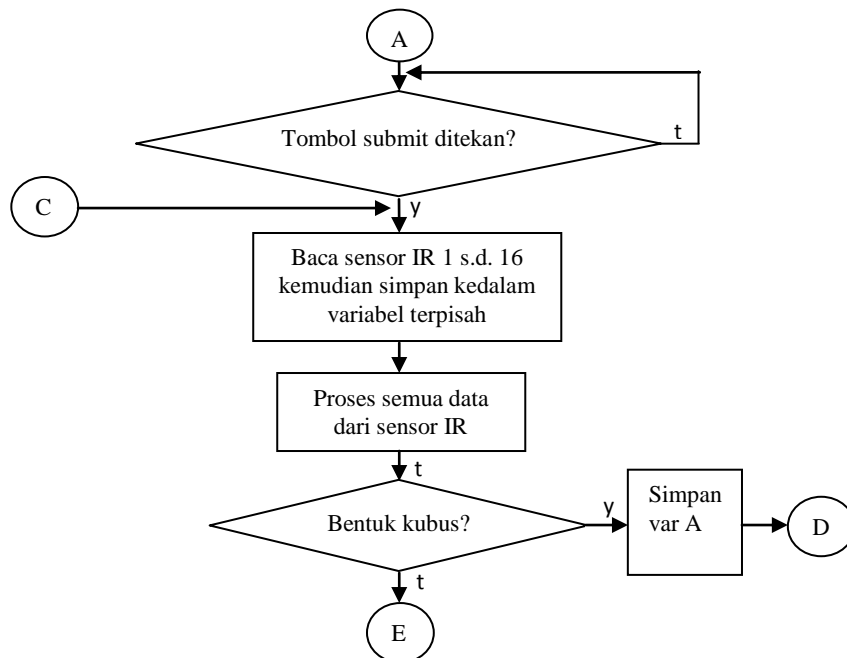 A
Tombol submit ditekan?
t
C
y
Baca sensor IR 1 s.d. 16
kemudian simpan kedalam
variabel terpisah
Proses semua data
dari sensor IR
t
Bentuk kubus?
y
Simpan
var A
D
t
E